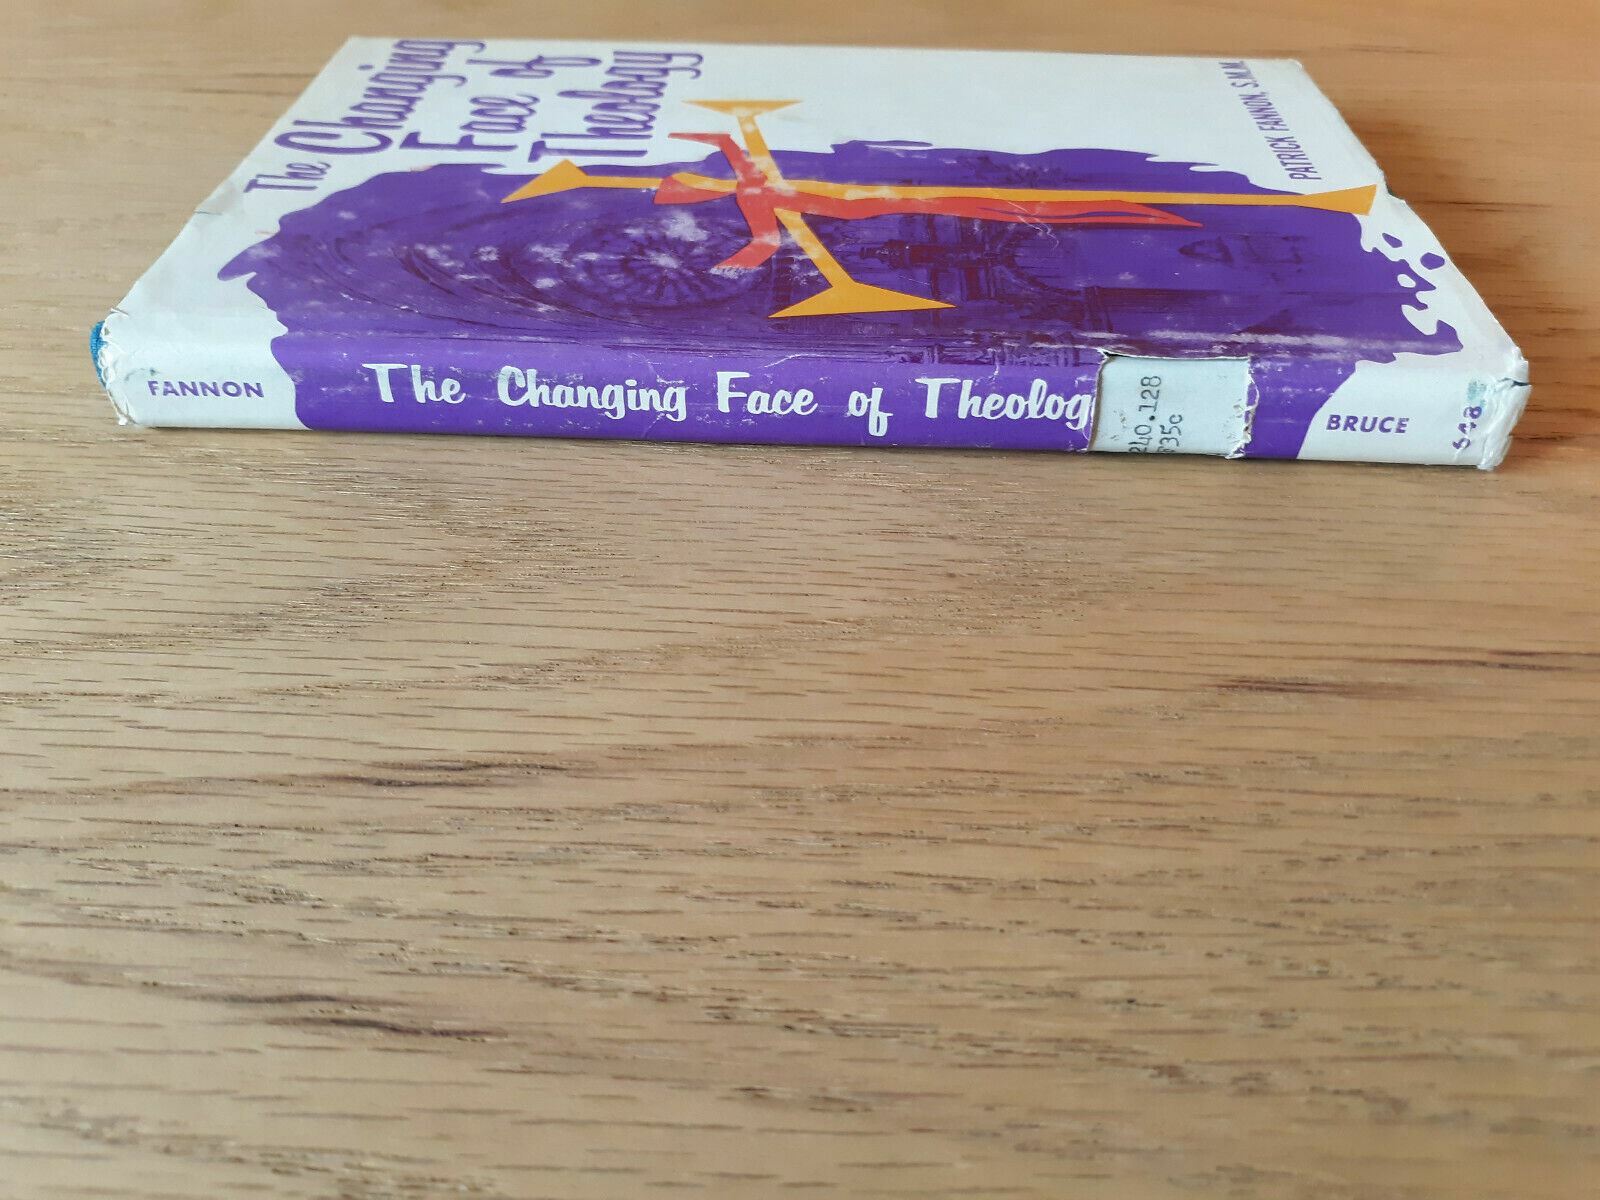 The Changing
Face of
Theology
PATRICK FANNON, S.M.M.
FANNON
The Changing Face of Theolog
240.128
F35c
BRUCE